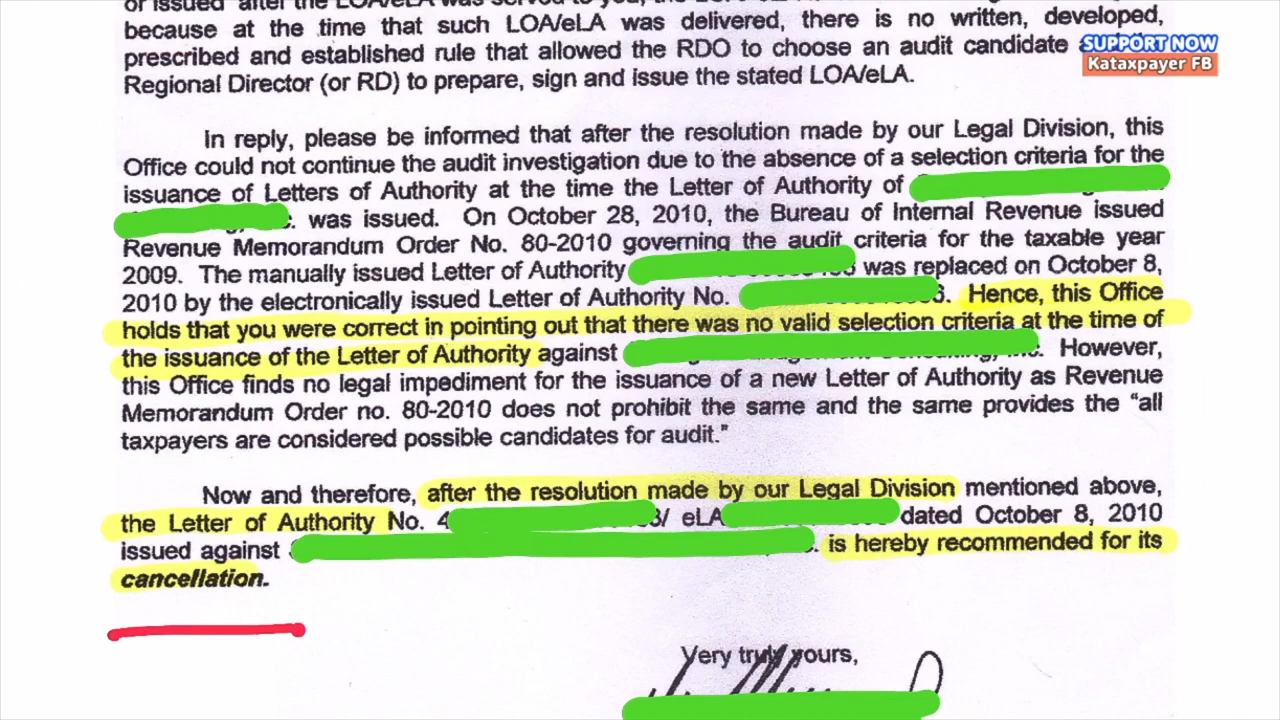 or issued after the LOA/eLA was served to you,
because at the time that such LOA/eLA was delivered, there is no written, developed,
prescribed and established rule that allowed the RDO to choose an audit candidate
SUPPORT NOW
Kataxpayer FB
Regional Director (or RD) to prepare, sign and issue the stated LOA/eLA.
In reply, please be informed that after the resolution made by our Legal Division, this
Office could not continue the audit investigation due to the absence of a selection criteria for the
issuance of Letters of Authority at the time the Letter of Authority of
was issued. On October 28, 2010, the Bureau of Internal Revenue issued
Revenue Memorandum Order No. 80-2010 governing the audit criteria for the taxable year
2009. The manually issued Letter of Authority was replaced on October 8,
2010 by the electronically issued Letter of Authority No. Hence, this Office
holds that you were correct in pointing out that there was no valid selection criteria at the time of
the issuance of the Letter of Authority against However,
this Office finds no legal impediment for the issuance of a new Letter of Authority as Revenue
Memorandum Order no. 80-2010 does not prohibit the same and the same provides the “all
taxpayers are considered possible candidates for audit."
Now and therefore, after the resolution made by our Legal Division mentioned above,
the Letter of Authority No. 4 / eLA dated October 8, 2010
issued against is hereby recommended for its
cancellation.
Very truly yours,